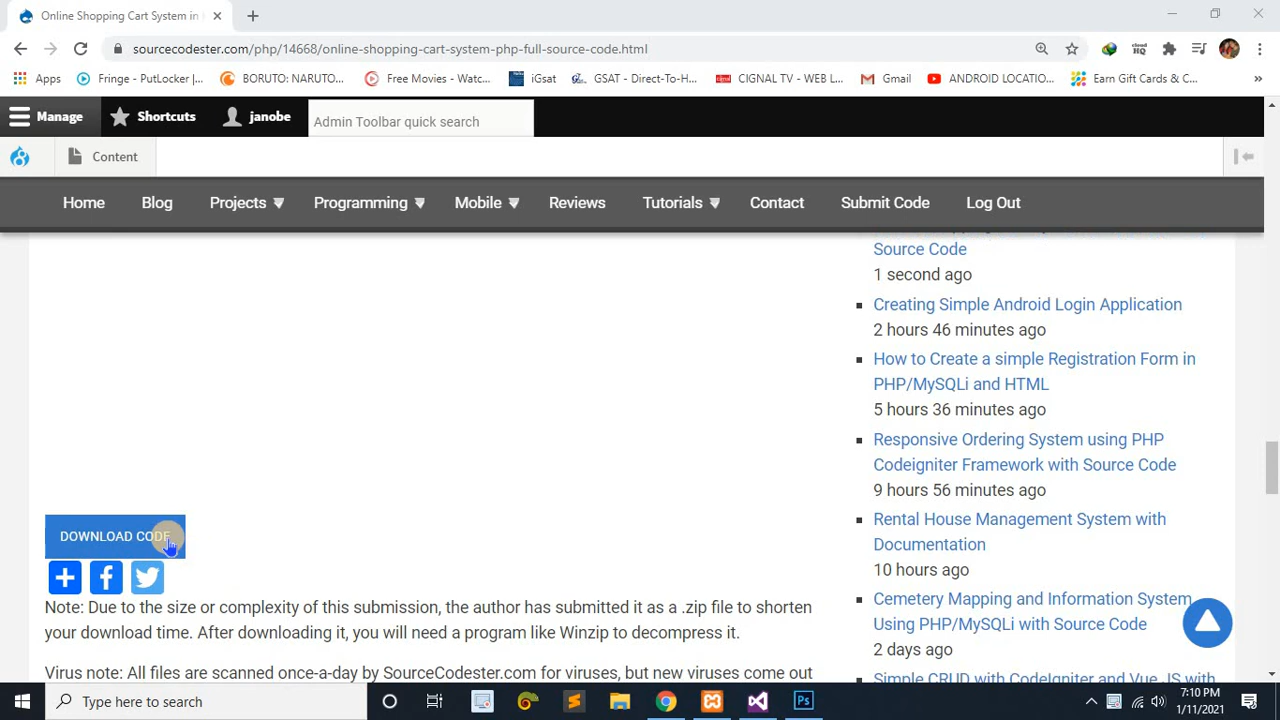 Online Shopping Cart System in
sourcecodester.com/php/14668/online-shopping-cart-system-php-full-source-code.html
Apps
Fringe - PutLocker |...
BORUTO: NARUTO...
Free Movies - Watc...
iGsat
GSAT - Direct-To-H...
CIGNAL TV - WEB L...
Gmail
ANDROID LOCATIO...
Earn Gift Cards & C...
»
Manage
Shortcuts
janobe
Admin Toolbar quick search
Content
Home
Blog
Projects
Programming
Mobile
Reviews
Tutorials
Contact
Submit Code
Log Out
Source Code
1 second ago
Creating Simple Android Login Application
2 hours 46 minutes ago
How to Create a simple Registration Form in
PHP/MySQLi and HTML
5 hours 36 minutes ago
Responsive Ordering System using PHP
Codeigniter Framework with Source Code
9 hours 56 minutes ago
Rental House Management System with
Documentation
10 hours ago
Cemetery Mapping and Information System
Using PHP/MySQLi with Source Code
2 days ago
Simple CRUD with CodeIgniter and Vue.JS with
DOWNLOAD CODE
Note: Due to the size or complexity of this submission, the author has submitted it as a .zip file to shorten
your download time. After downloading it, you will need a program like Winzip to decompress it.
Virus note: All files are scanned once-a-day by SourceCodester.com for viruses, but new viruses come out
Type here to search
7:10 PM
1/11/2021